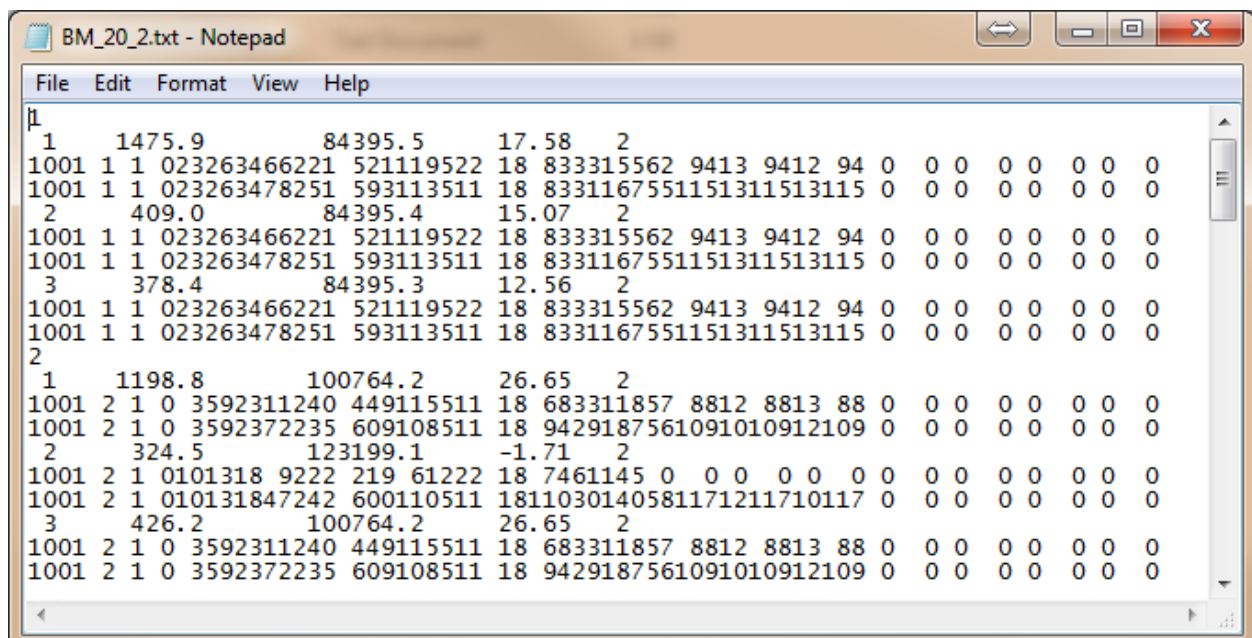 BM_20_2.txt - Notepad
File Edit Format View Help
1
1 1475.9 84395.5 17.58 2
1001 1 1 023263466221 521119522 18 833315562 9413 9412 94 0 0 0 0 0 0 0 0
1001 1 1 023263478251 593113511 18 8331167551151311513115 0 0 0 0 0 0 0 0
2 409.0 84395.4 15.07 2
1001 1 1 023263466221 521119522 18 833315562 9413 9412 94 0 0 0 0 0 0 0 0
1001 1 1 023263478251 593113511 18 8331167551151311513115 0 0 0 0 0 0 0 0
3 378.4 84395.3 12.56 2
1001 1 1 023263466221 521119522 18 833315562 9413 9412 94 0 0 0 0 0 0 0 0
1001 1 1 023263478251 593113511 18 8331167551151311513115 0 0 0 0 0 0 0 0
2
1 1198.8 100764.2 26.65 2
1001 2 1 0 3592311240 449115511 18 683311857 8812 8813 88 0 0 0 0 0 0 0 0
1001 2 1 0 3592372235 609108511 18 9429187561091010912109 0 0 0 0 0 0 0 0
2 324.5 123199.1 -1.71 2
1001 2 1 0101318 9222 219 61222 18 7461145 0 0 0 0 0 0 0 0 0 0 0 0 0
1001 2 1 010131847242 600110511 181103014058117121171011​7 0 0 0 0 0 0 0 0
3 426.2 100764.2 26.65 2
1001 2 1 0 3592311240 449115511 18 683311857 8812 8813 88 0 0 0 0 0 0 0 0
1001 2 1 0 3592372235 609108511 18 9429187561091010912109 0 0 0 0 0 0 0 0